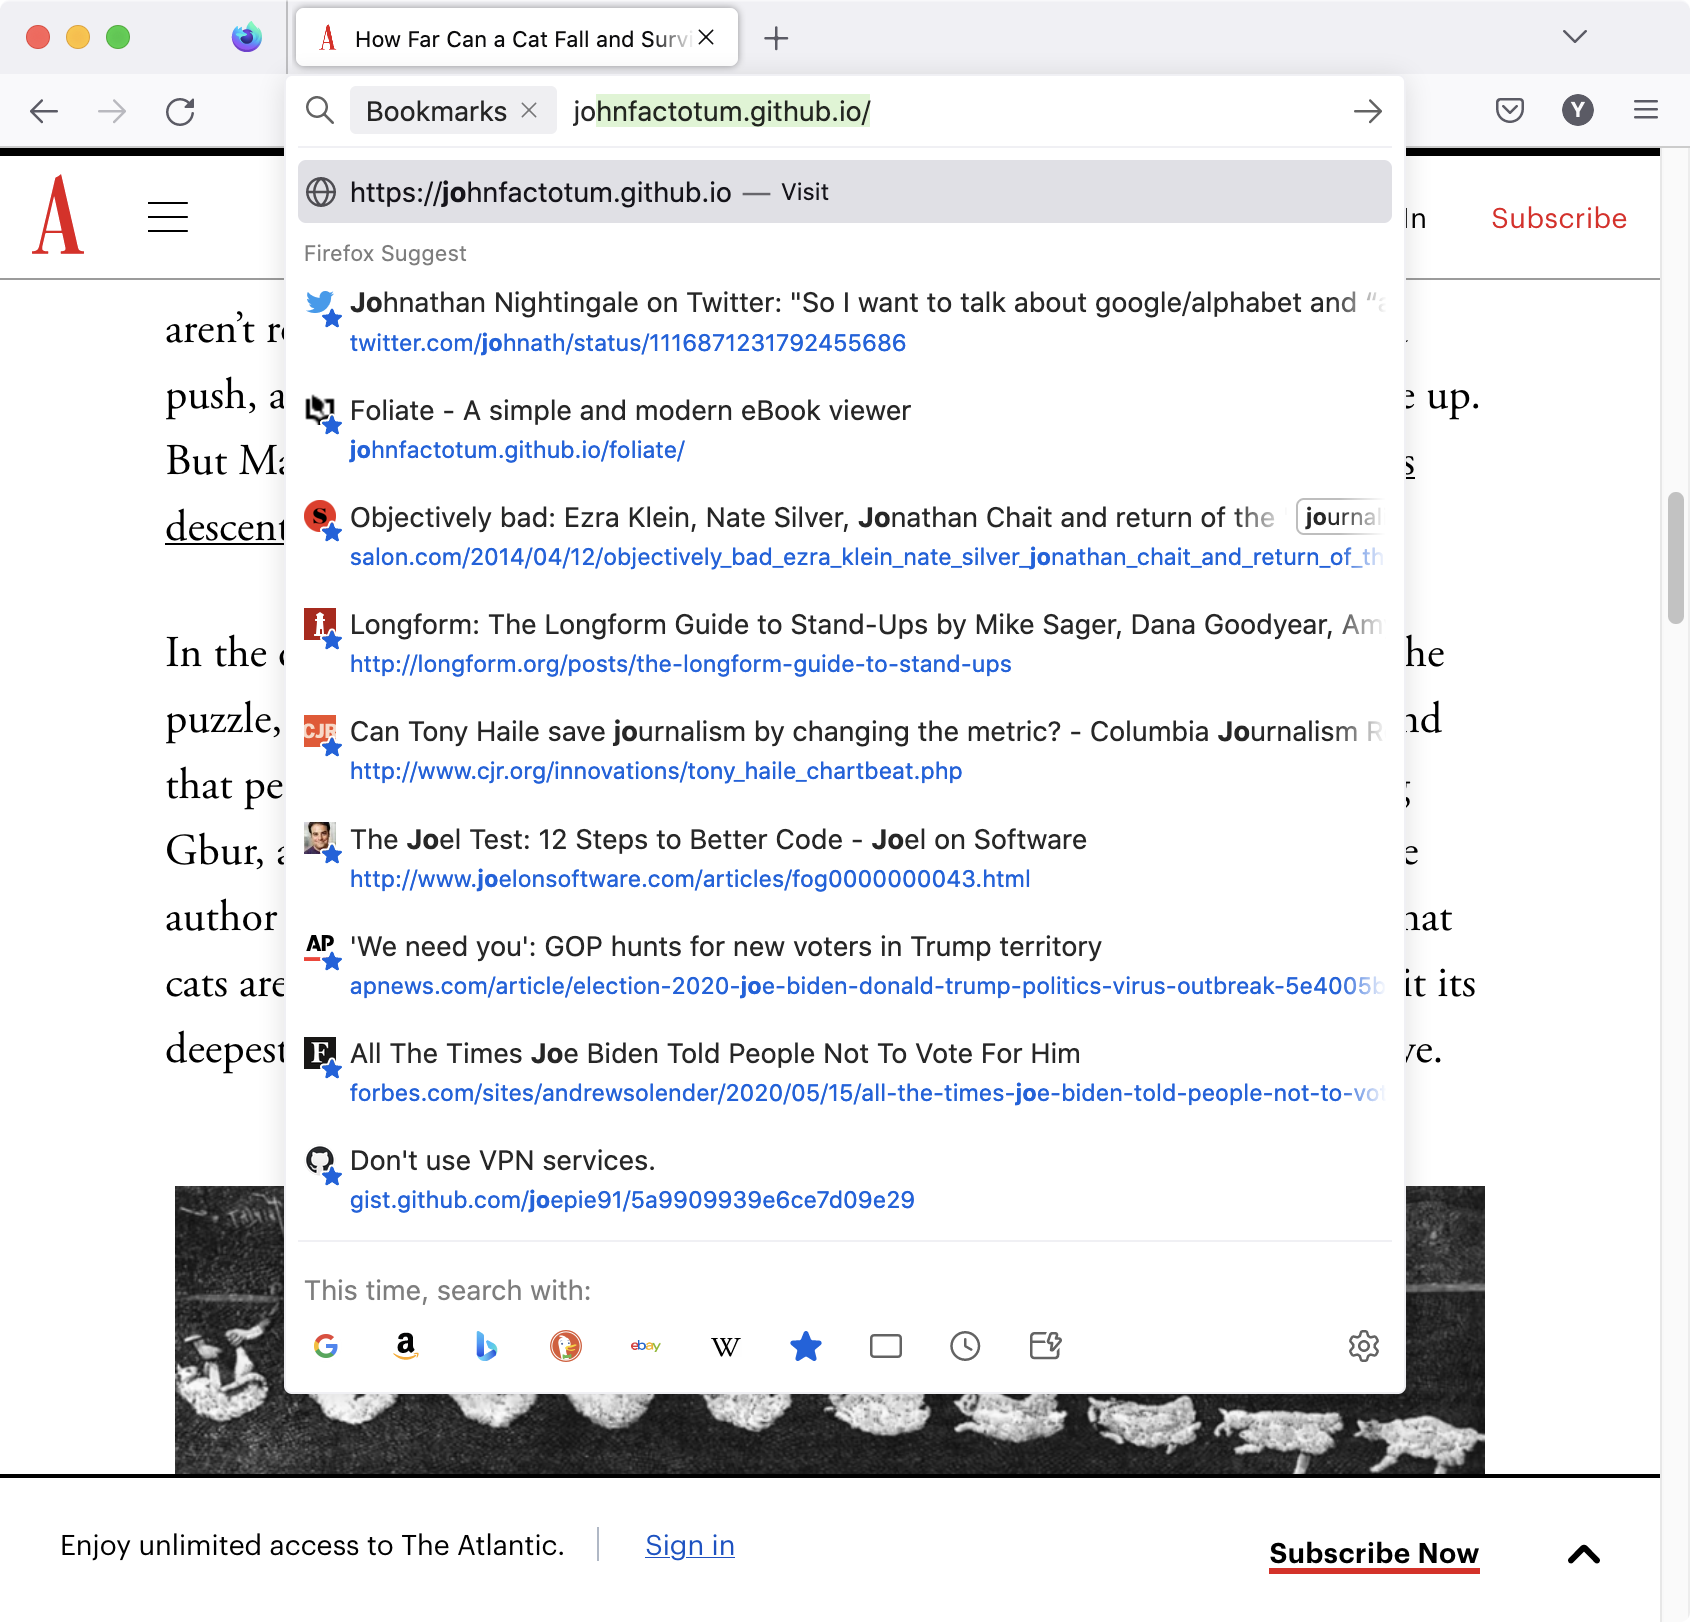 How Far Can a Cat Fall and Survi
Bookmarks johnfactotum.github.io/
Y
https://johnfactotum.github.io — Visit
In
Subscribe
Firefox Suggest
Johnathan Nightingale on Twitter: "So I want to talk about google/alphabet and “a
twitter.com/johnath/status/1116871231792455686
Foliate - A simple and modern eBook viewer
johnfactotum.github.io/foliate/
Objectively bad: Ezra Klein, Nate Silver, Jonathan Chait and return of the journal
salon.com/2014/04/12/objectively_bad_ezra_klein_nate_silver_jonathan_chait_and_return_of_th
Longform: The Longform Guide to Stand-Ups by Mike Sager, Dana Goodyear, Am
http://longform.org/posts/the-longform-guide-to-stand-ups
CJR
Can Tony Haile save journalism by changing the metric? - Columbia Journalism R
http://www.cjr.org/innovations/tony_haile_chartbeat.php
The Joel Test: 12 Steps to Better Code - Joel on Software
http://www.joelonsoftware.com/articles/fog0000000043.html
AP
'We need you': GOP hunts for new voters in Trump territory
apnews.com/article/election-2020-joe-biden-donald-trump-politics-virus-outbreak-5e4005b
All The Times Joe Biden Told People Not To Vote For Him
forbes.com/sites/andrewsolender/2020/05/15/all-the-times-joe-biden-told-people-not-to-vot
Don't use VPN services.
gist.github.com/joepie91/5a9909939e6ce7d09e29
This time, search with:
ebay
W
aren’t
push, e up.
But Ma s
descent
In the he
puzzle, nd
that pe
Gbur, e
author hat
cats are it its
deepest ve.
Enjoy unlimited access to The Atlantic.
Sign in
Subscribe Now